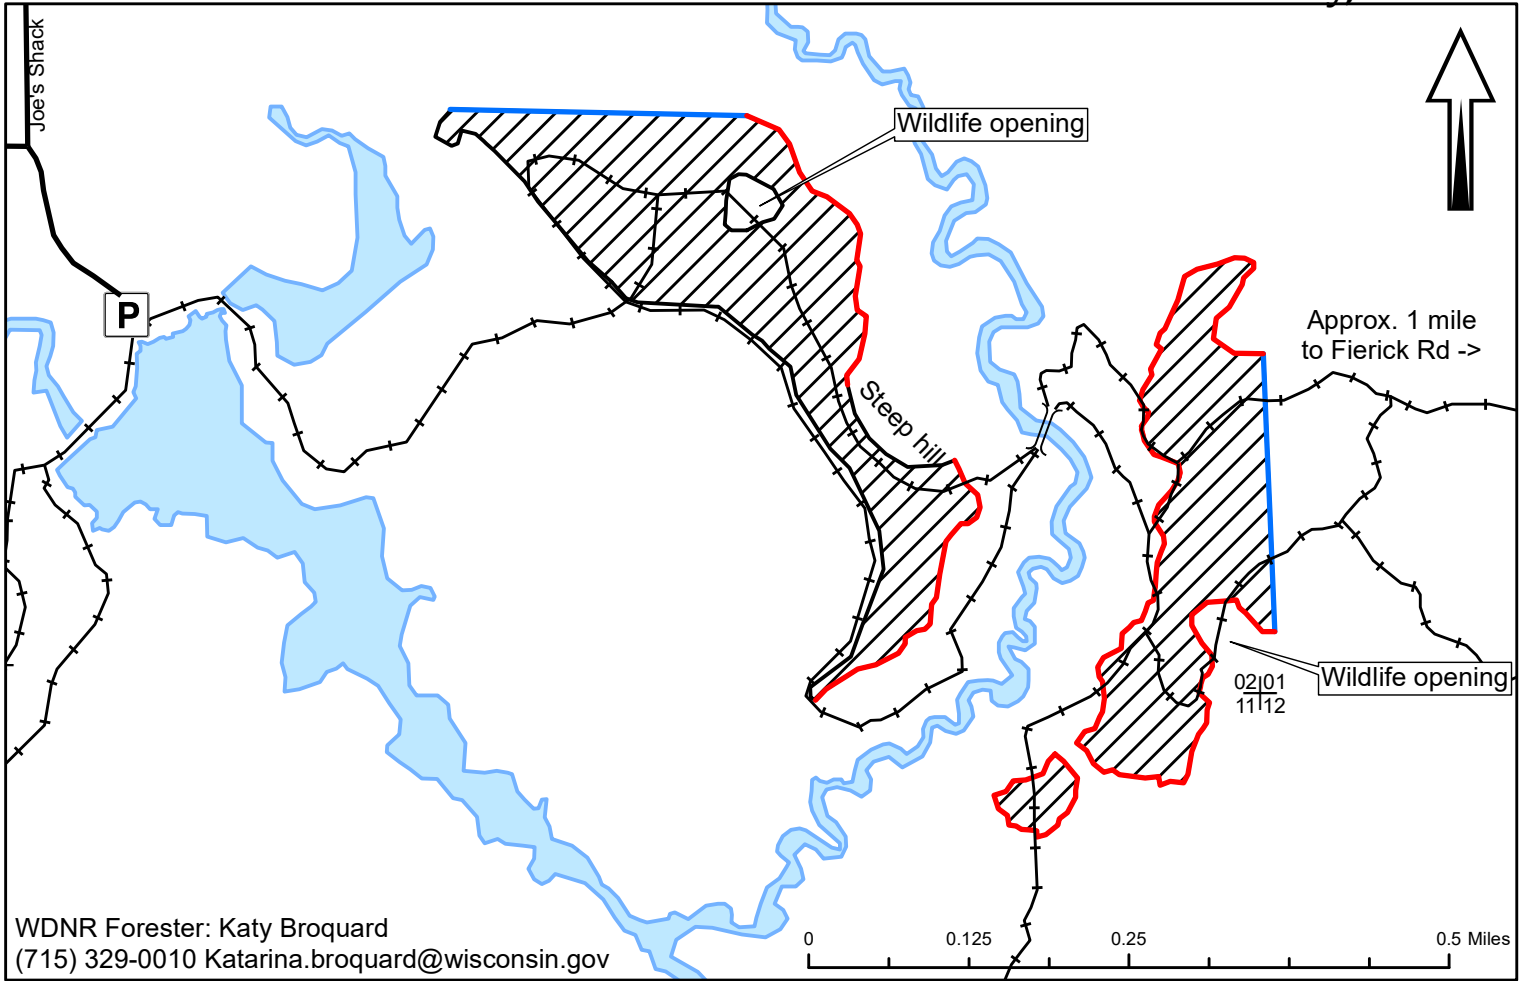 Joe's Shack
Wildlife opening
P
Approx. 1 mile
to Fierick Rd ->
Steep hill
Wildlife opening
02 01
11 12
WDNR Forester: Katy Broquard
(715) 329-0010 Katarina.broquard@wisconsin.gov
0 0.125 0.25 0.5 Miles